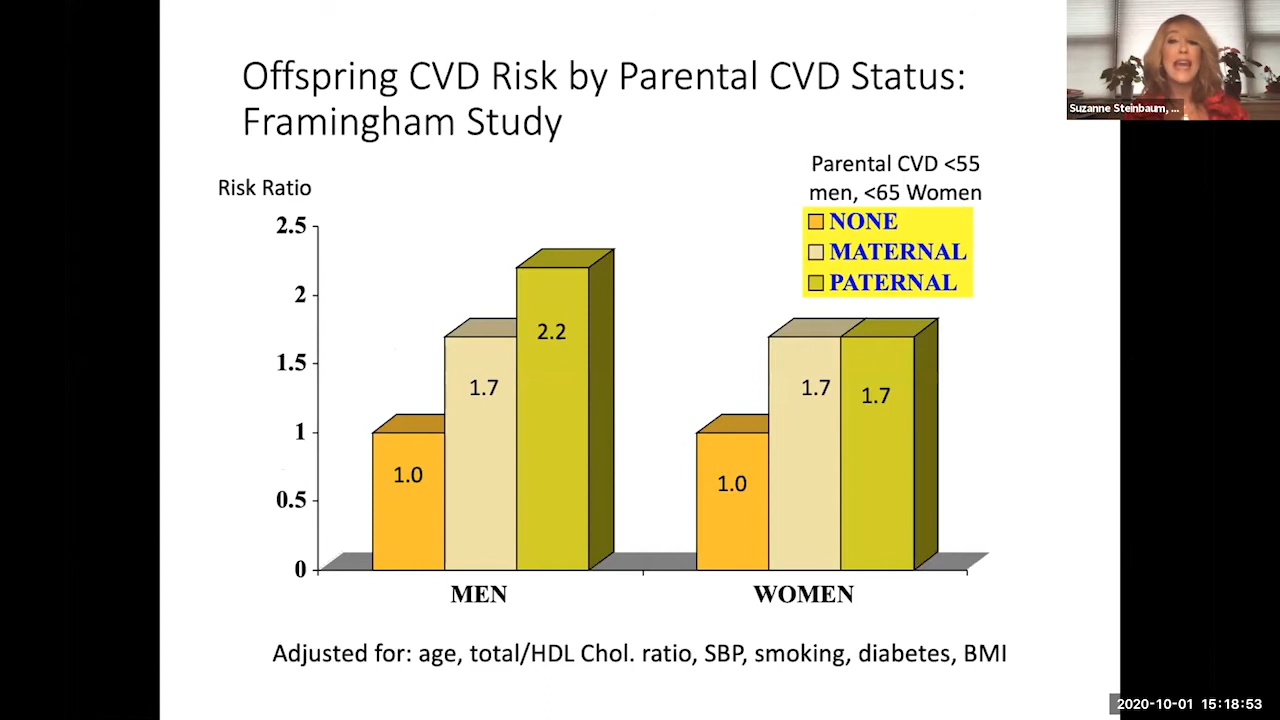 Offspring CVD Risk by Parental CVD Status:
Framingham Study
Suzanne Steinbaum, ...
Parental CVD <55
men, <65 Women
NONE
MATERNAL
PATERNAL
Risk Ratio
2.5
2
1.5
1
0.5
0
1.0
1.7
2.2
1.0
1.7
1.7
MEN
WOMEN
Adjusted for: age, total/HDL Chol. ratio, SBP, smoking, diabetes, BMI
2020-10-01 15:18:53